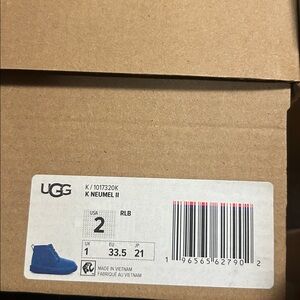 UGG
K / 1017320K
K NEUMEL II
USA
2
RLB
UK
1
EU
33.5
JP
21
MADE IN VIETNAM
FABRIQUÉ AU VIETNAM
1 96565 62790 2